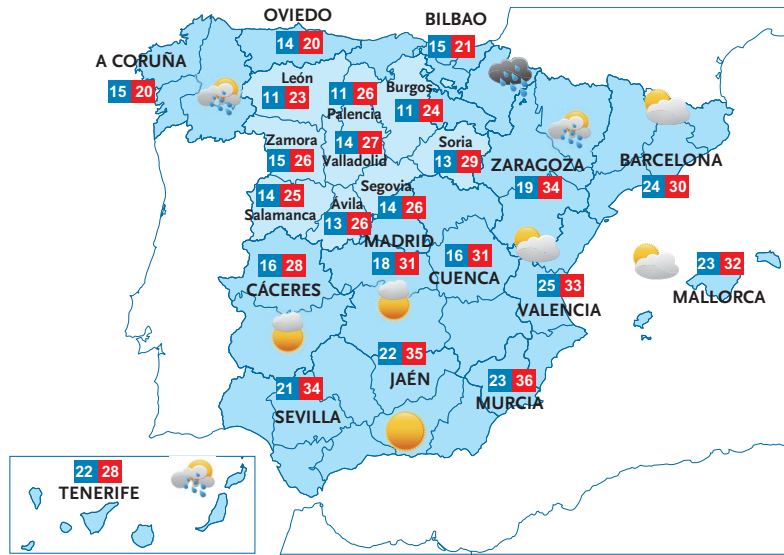 OVIEDO
14 20
BILBAO
15 21
A CORUÑA
15 20
León
11 23
11 26
Palencia
Burgos
11 24
Zamora
15 26
14 27
Valladolid
Soria
13 29
ZARAGOZA
19 34
BARCELONA
24 30
14 25
Salamanca
Ávila
13 26
Segovia
14 26
MADRID
18 31
16 31
CUENCA
16 28
CÁCERES
25 33
VALENCIA
23 32
MALLORCA
22 35
JAÉN
21 34
SEVILLA
23 36
MURCIA
22 28
TENERIFE